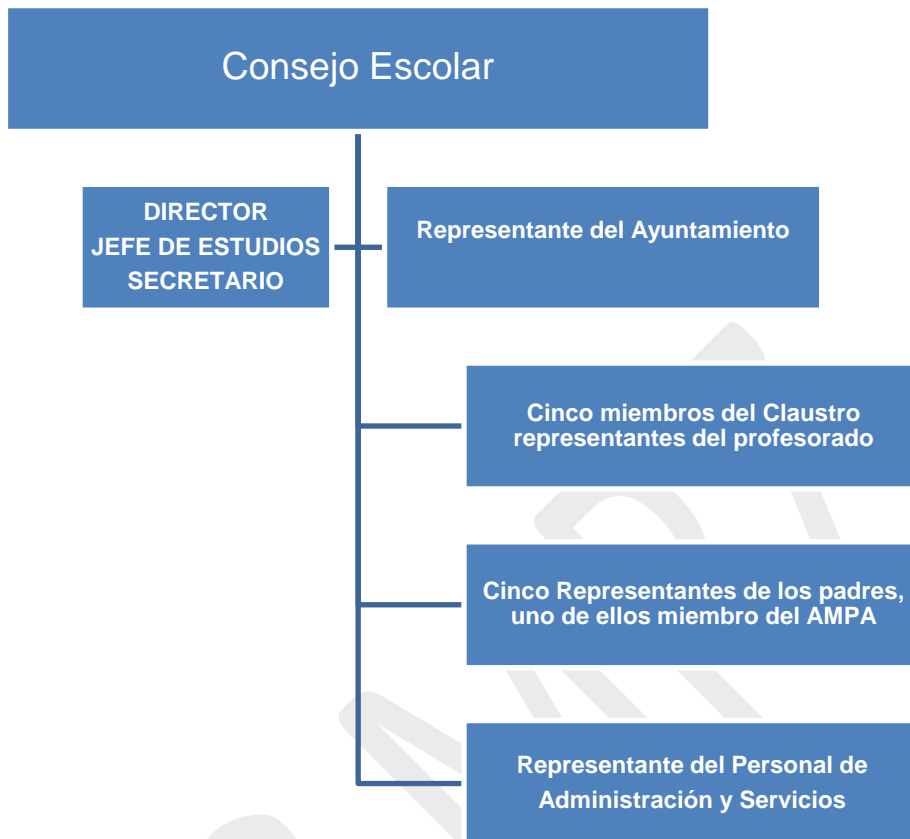 Consejo Escolar
DIRECTOR
JEFE DE ESTUDIOS
SECRETARIO
Representante del Ayuntamiento
Cinco miembros del Claustro
representantes del profesorado
Cinco Representantes de los padres,
uno de ellos miembro del AMPA
Representante del Personal de
Administración y Servicios